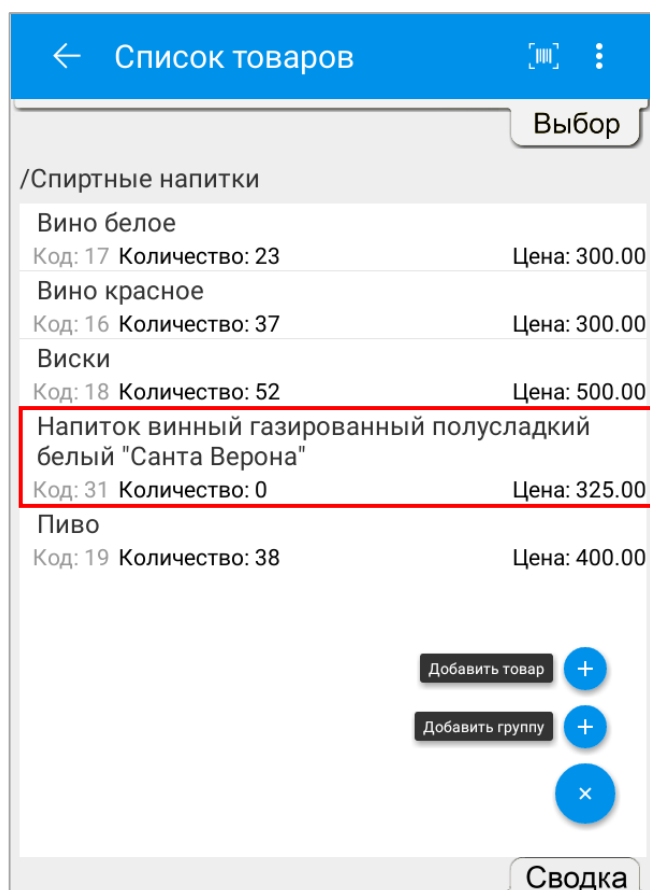 Список товаров
Выбор
/Спиртные напитки
Вино белое
Код: 17 Количество: 23 Цена: 300.00
Вино красное
Код: 16 Количество: 37 Цена: 300.00
Виски
Код: 18 Количество: 52 Цена: 500.00
Напиток винный газированный полусладкий
белый "Санта Верона"
Код: 31 Количество: 0 Цена: 325.00
Пиво
Код: 19 Количество: 38 Цена: 400.00
Добавить товар
Добавить группу
Сводка